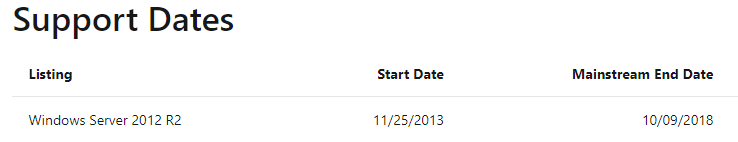 Support Dates
Listing Start Date Mainstream End Date
Windows Server 2012 R2 11/25/2013 10/09/2018